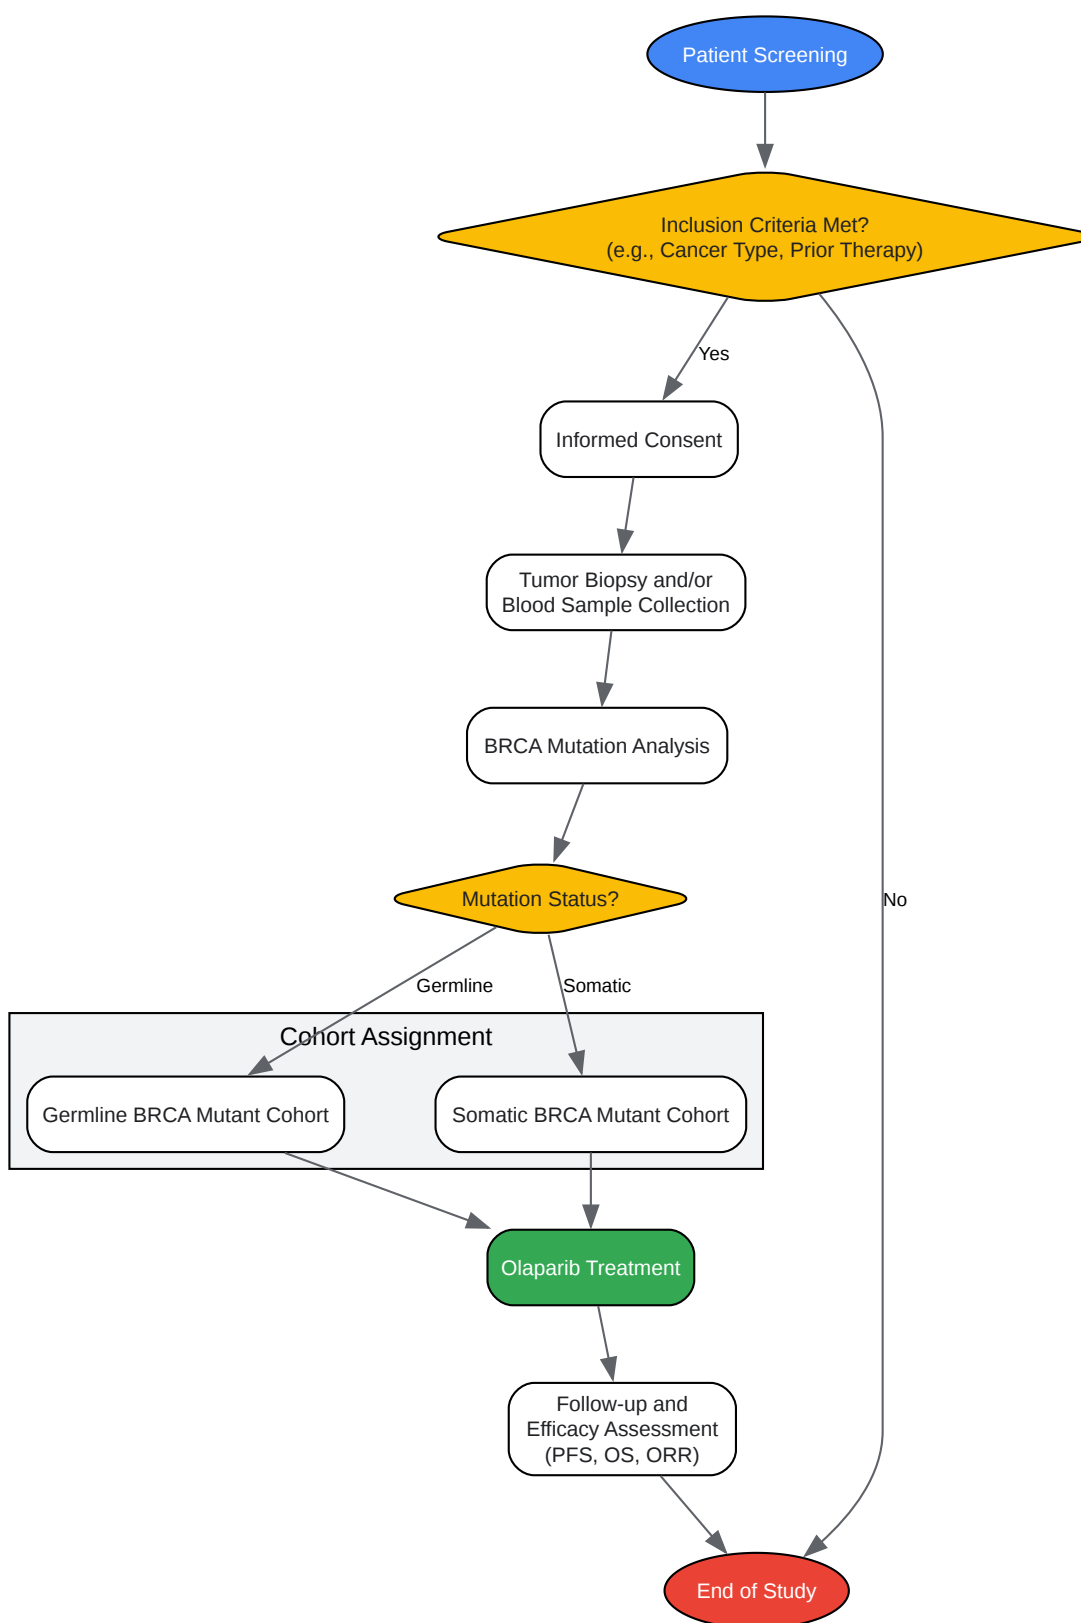 Patient Screening
Inclusion Criteria Met?
(e.g., Cancer Type, Prior Therapy)
Yes
Informed Consent
Tumor Biopsy and/or
Blood Sample Collection
BRCA Mutation Analysis
Mutation Status?
No
Germline
Somatic
Cohort Assignment
Germline BRCA Mutant Cohort
Somatic BRCA Mutant Cohort
Olaparib Treatment
Follow-up and
Efficacy Assessment
(PFS, OS, ORR)
End of Study